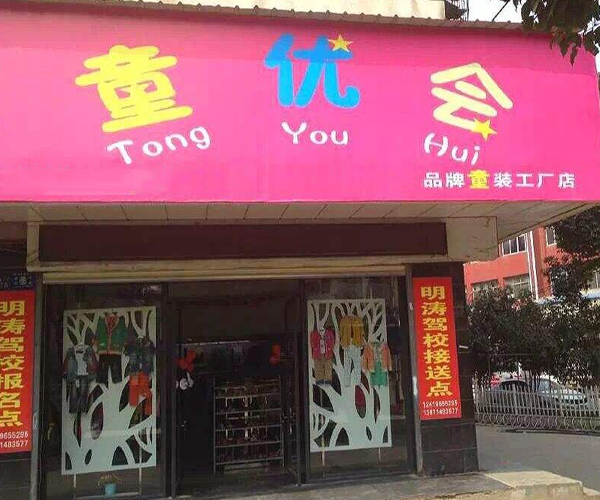 童优会
Tong You Hui
品牌童装工厂店
明涛驾校报名点
明涛驾校接送点